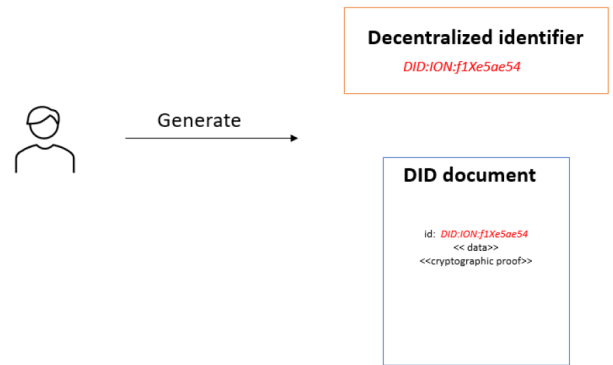 Decentralized identifier
DID:ION:f1Xe5ae54
Generate
DID document
id: DID:ION:f1Xe5ae54
<< data>>
<<cryptographic proof>>